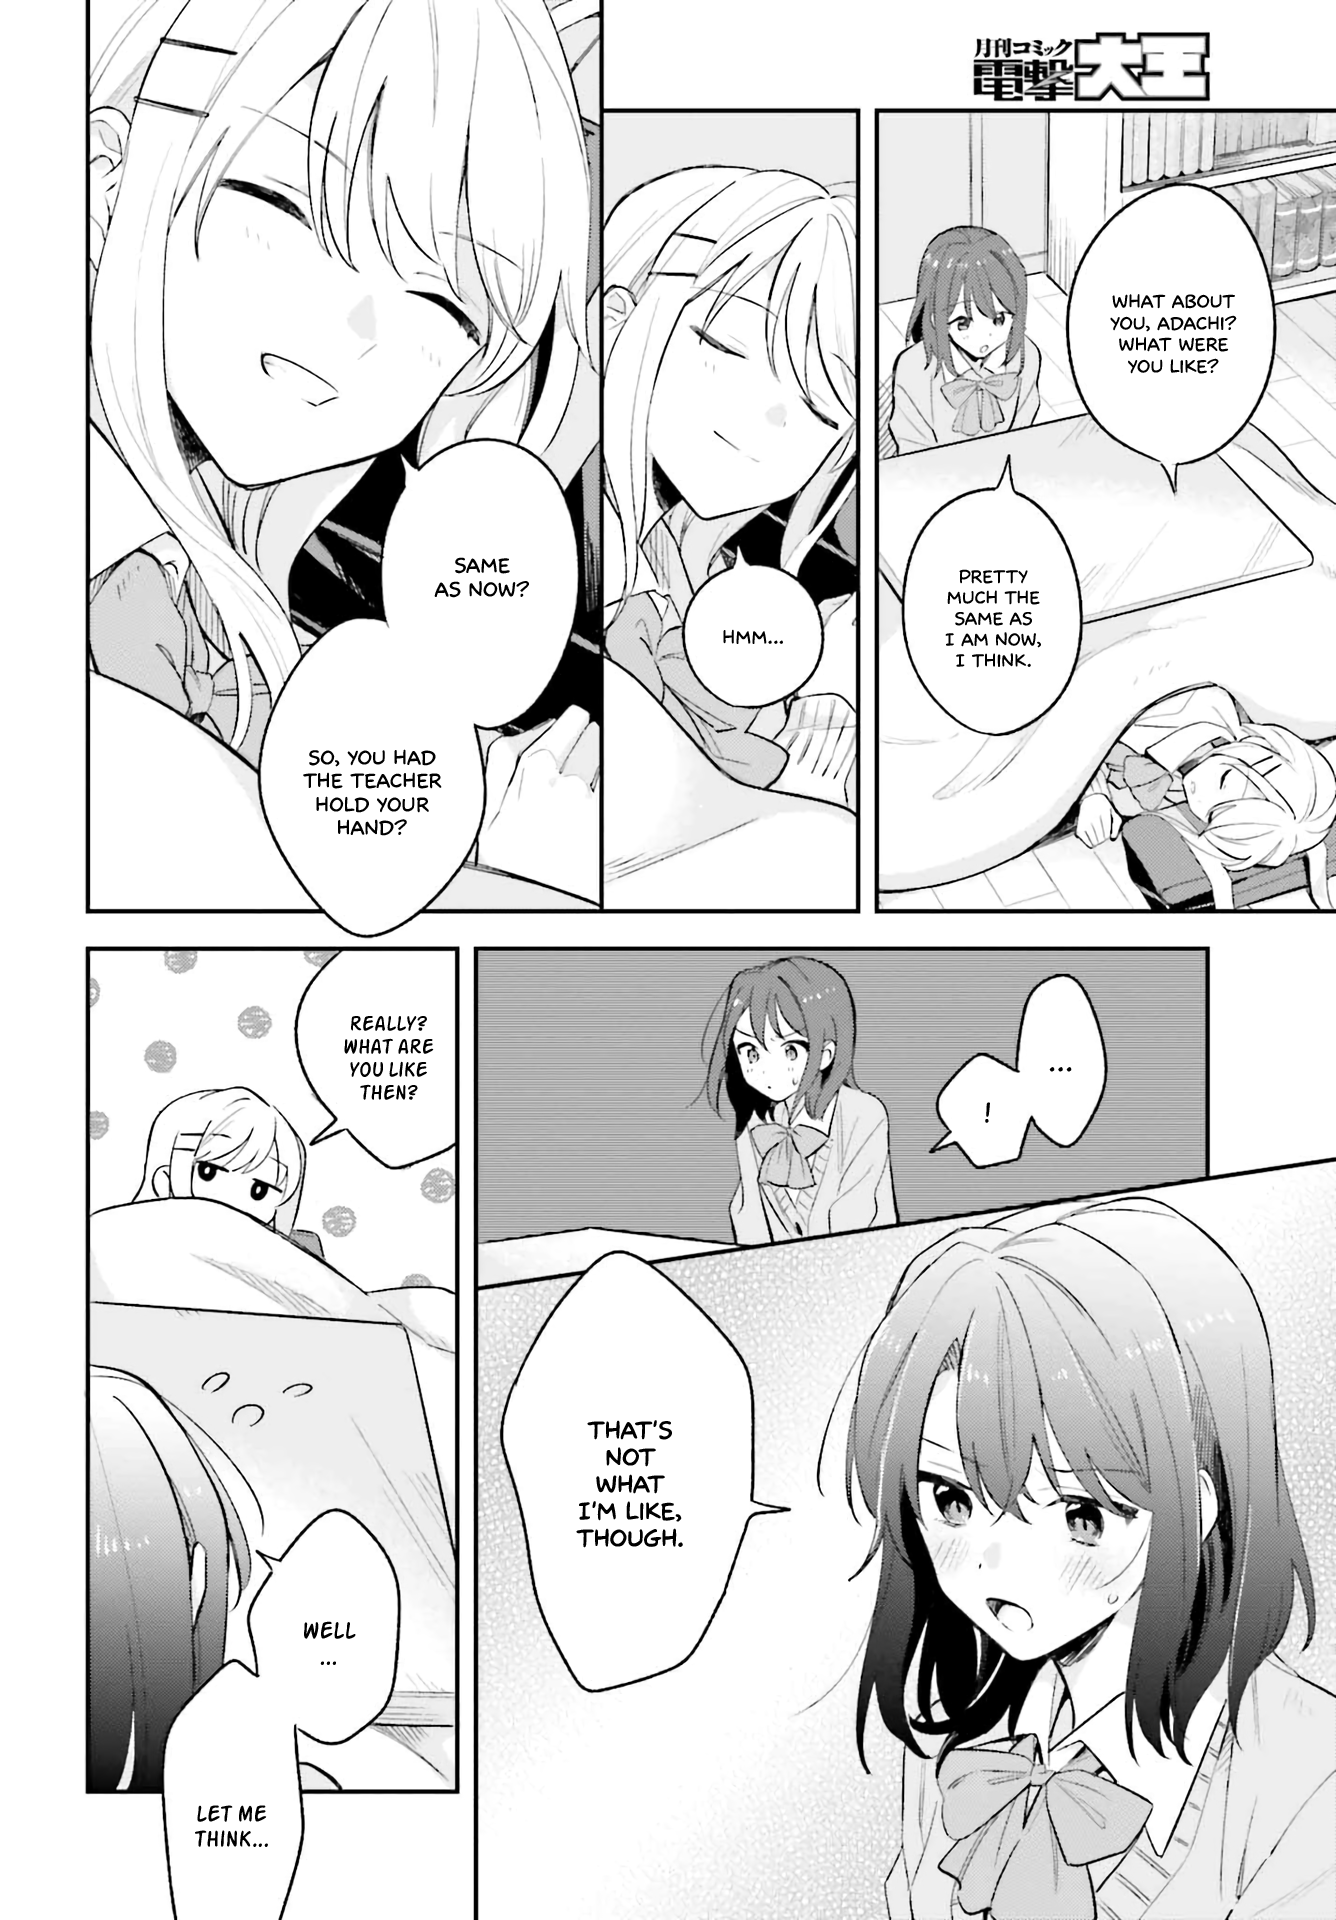 月刊コミック
電撃大王
WHAT ABOUT
YOU, ADACHI?
WHAT WERE
YOU LIKE?
PRETTY
MUCH THE
SAME AS
I AM NOW,
I THINK.
HMM...
SAME
AS NOW?
SO, YOU HAD
THE TEACHER
HOLD YOUR
HAND?
...
!
THAT'S
NOT
WHAT
I'M LIKE,
THOUGH.
REALLY?
WHAT ARE
YOU LIKE
THEN?
WELL
...
LET ME
THINK...